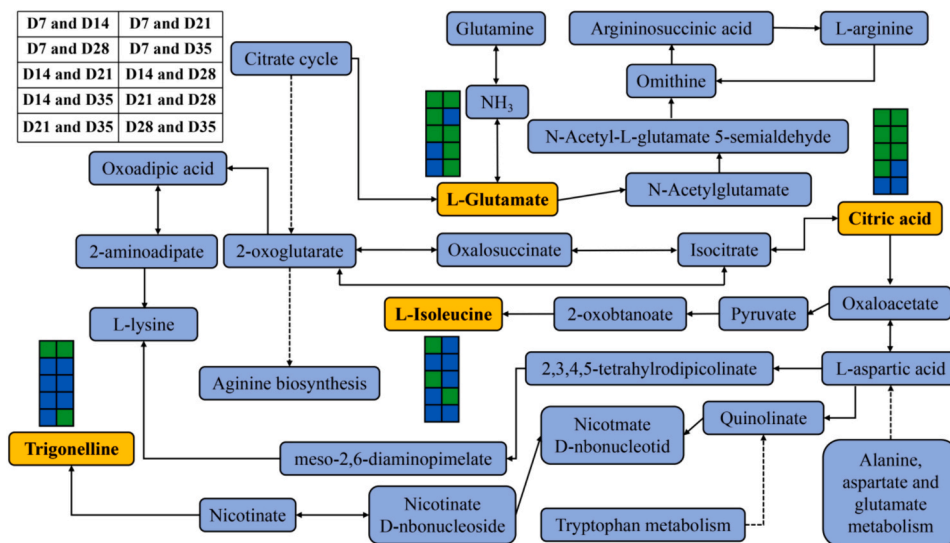 D7 and D14 D7 and D21
D7 and D28 D7 and D35
D14 and D21 D14 and D28
D14 and D35 D21 and D28
D21 and D35 D28 and D35
Citrate cycle
Glutamine
Argininosuccinic acid
L-arginine
Omithine
NH₃
N-Acetyl-L-glutamate 5-semialdehyde
Oxoadipic acid
L-Glutamate
N-Acetylglutamate
Citric acid
2-aminoadipate
2-oxoglutarate
Oxalosuccinate
Isocitrate
L-lysine
L-Isoleucine
2-oxobtanoate
Pyruvate
Oxaloacetate
Aginine biosynthesis
2,3,4,5-tetrahylrodipicolinate
L-aspartic acid
Trigonelline
meso-2,6-diaminopimelate
Nicotmate
D-nbonucleotid
Quinolinate
Alanine,
aspartate and
glutamate
metabolism
Nicotinate
Nicotinate
D-nbonucleoside
Tryptophan metabolism